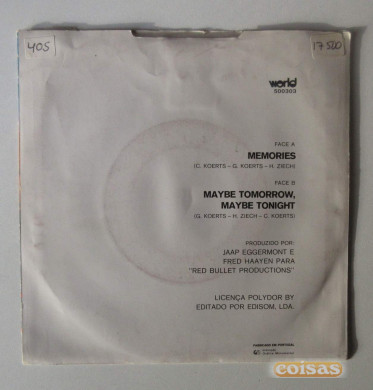 405
17500
world
500303
FACE A
MEMORIES
(C. KOERTS - G. KOERTS - H. ZIECH)
FACE B
MAYBE TOMORROW,
MAYBE TONIGHT
(G. KOERTS - H. ZIECH - C. KOERTS)
PRODUZIDO POR:
JAAP EGGERMONT E
FRED HAAYEN PARA
"RED BULLET PRODUCTIONS"
LICENÇA POLYDOR BY
EDITADO POR EDISOM, LDA.
FABRICADO EM PORTUGAL
coisas